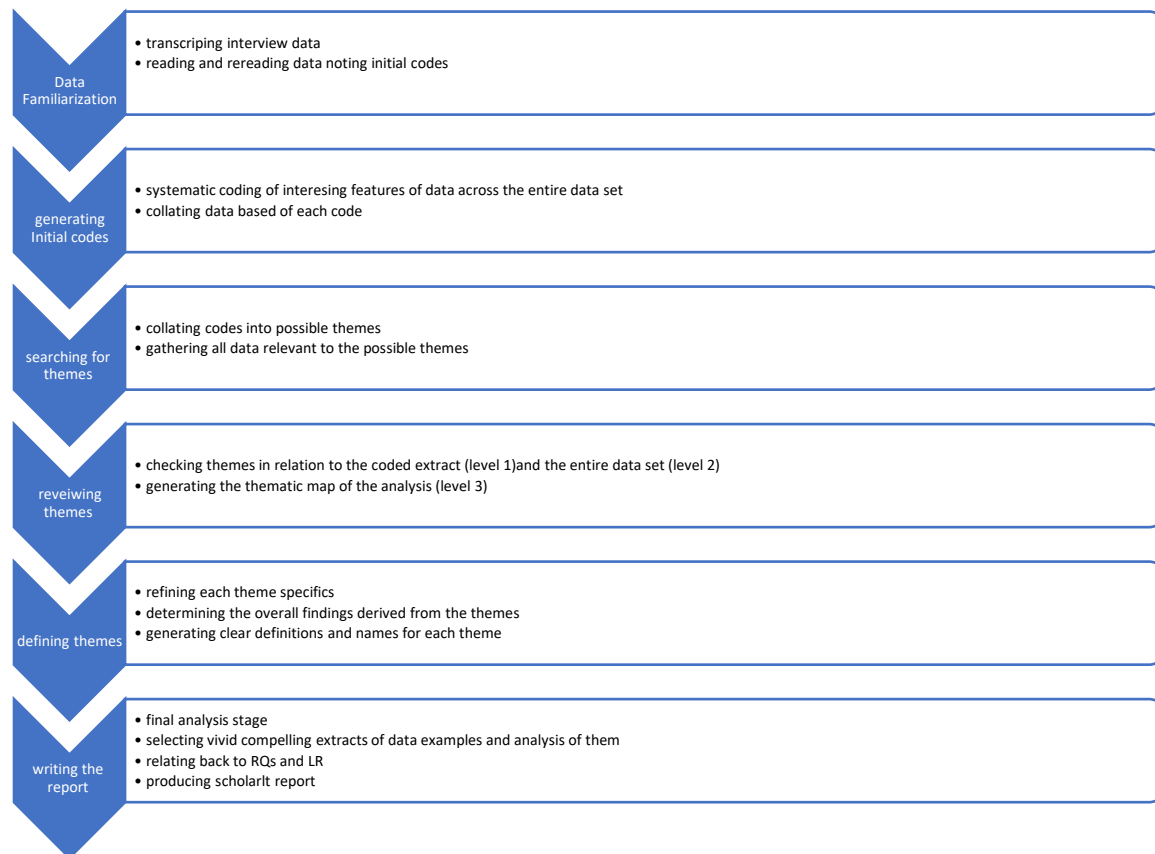 Data
Familiarization
• transcriping interview data
• reading and rereading data noting initial codes
generating
Initial codes
• systematic coding of interesing features of data across the entire data set
• collating data based of each code
searching for
themes
• collating codes into possible themes
• gathering all data relevant to the possible themes
reveiwing
themes
• checking themes in relation to the coded extract (level 1)and the entire data set (level 2)
• generating the thematic map of the analysis (level 3)
defining themes
• refining each theme specifics
• determining the overall findings derived from the themes
• generating clear definitions and names for each theme
writing the
report
• final analysis stage
• selecting vivid compelling extracts of data examples and analysis of them
• relating back to RQs and LR
• producing scholarlt report